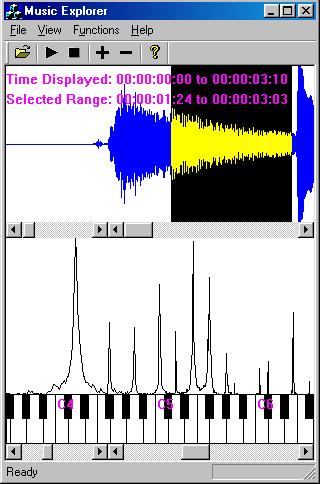 Music Explorer
File View Functions Help
Time Displayed: 00:00:00:00 to 00:00:03:10
Selected Range: 00:00:01:24 to 00:00:03:03
C4 C5 C6
Ready